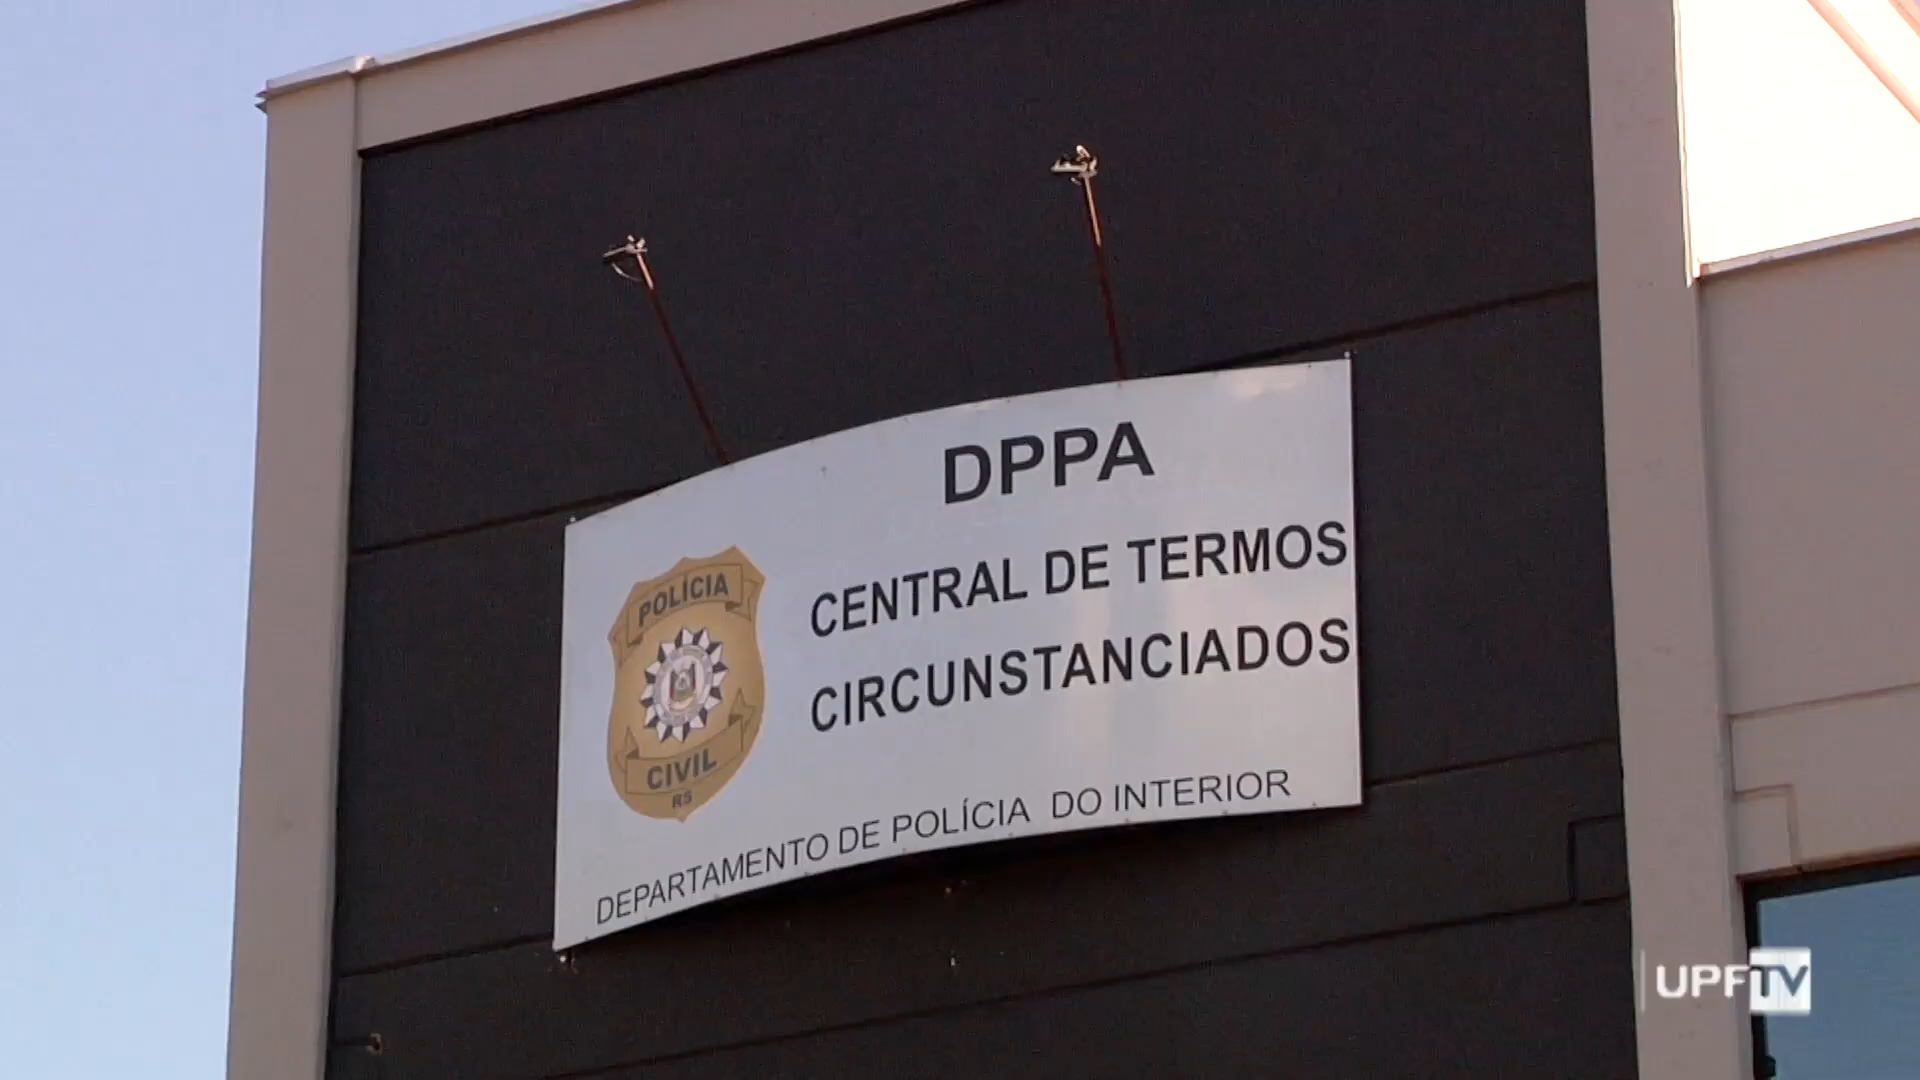 DPPA
CENTRAL DE TERMOS
CIRCUNSTANCIADOS
POLÍCIA
CIVIL
RS
DEPARTAMENTO DE POLÍCIA DO INTERIOR
UPFTV